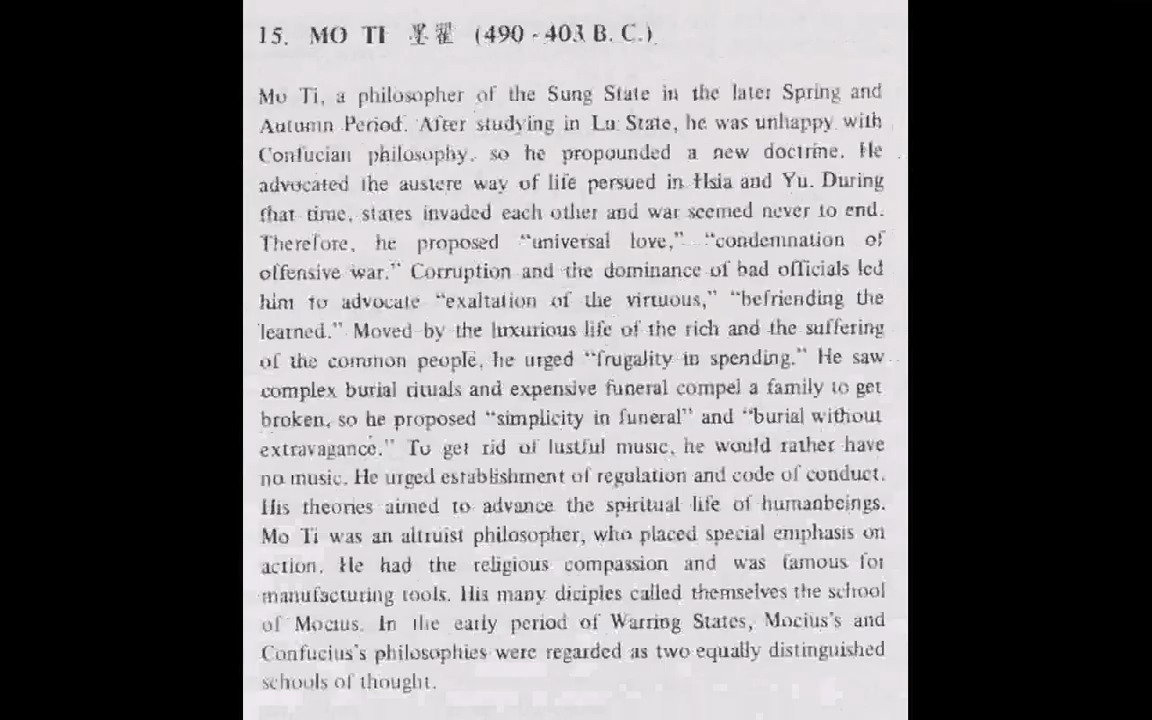 15. MO TI 墨翟 (490 - 403 B. C.)
Mo Ti, a philosopher of the Sung State in the later Spring and
Autumn Period. After studying in Lu State, he was unhappy with
Confucian philosophy, so he propounded a new doctrine. He
advocated the austere way of life persued in Hsia and Yu. During
that time, states invaded each other and war seemed never to end.
Therefore, he proposed “universal love,” “condemnation of
offensive war.” Corruption and the dominance of bad officials led
him to advocate “exaltation of the virtuous,” “befriending the
learned.” Moved by the luxurious life of the rich and the suffering
of the common people, he urged “frugality in spending.” He saw
complex burial rituals and expensive funeral compel a family to get
broken, so he proposed “simplicity in funeral” and “burial without
extravagance.” To get rid of lustful music, he would rather have
no music. He urged establishment of regulation and code of conduct.
His theories aimed to advance the spiritual life of humanbeings.
Mo Ti was an altruist philosopher, who placed special emphasis on
action. He had the religious compassion and was famous for
manufacturing tools. His many diciples called themselves the school
of Mocius. In the early period of Warring States, Mocius's and
Confucius's philosophies were regarded as two equally distinguished
schools of thought.